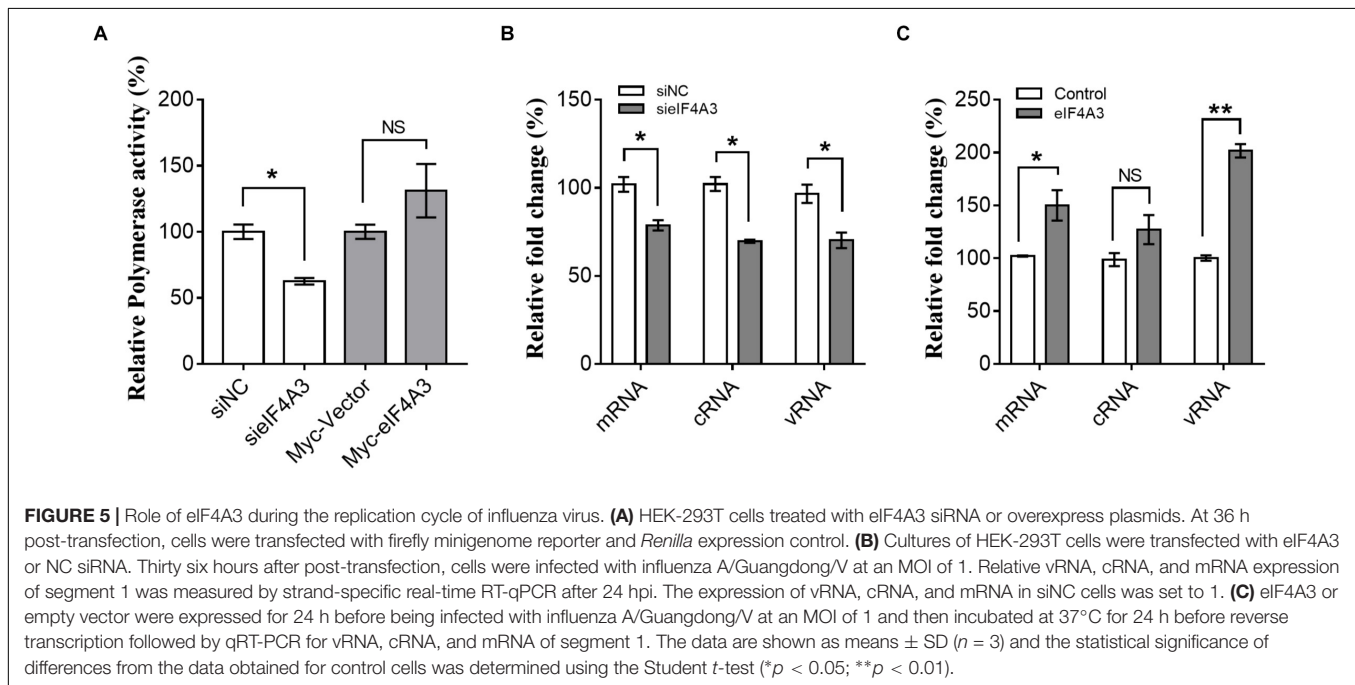 A
B
C
Relative Polymerase activity (%)
200
150
100
50
0
*
NS
siNC
sieIF4A3
Myc-Vector
Myc-eIF4A3
Relative fold change (%)
150
100
50
0
siNC
sieIF4A3
*
*
*
mRNA
cRNA
vRNA
Relative fold change (%)
250
200
150
100
50
0
Control
eIF4A3
*
NS
**
mRNA
cRNA
vRNA
FIGURE 5 | Role of eIF4A3 during the replication cycle of influenza virus. (A) HEK-293T cells treated with eIF4A3 siRNA or overexpress plasmids. At 36 h
post-transfection, cells were transfected with firefly minigenome reporter and Renilla expression control. (B) Cultures of HEK-293T cells were transfected with eIF4A3
or NC siRNA. Thirty six hours after post-transfection, cells were infected with influenza A/Guangdong/V at an MOI of 1. Relative vRNA, cRNA, and mRNA expression
of segment 1 was measured by strand-specific real-time RT-qPCR after 24 hpi. The expression of vRNA, cRNA, and mRNA in siNC cells was set to 1. (C) eIF4A3 or
empty vector were expressed for 24 h before being infected with influenza A/Guangdong/V at an MOI of 1 and then incubated at 37°C for 24 h before reverse
transcription followed by qRT-PCR for vRNA, cRNA, and mRNA of segment 1. The data are shown as means ± SD (n = 3) and the statistical significance of
differences from the data obtained for control cells was determined using the Student t-test (*p < 0.05; **p < 0.01).